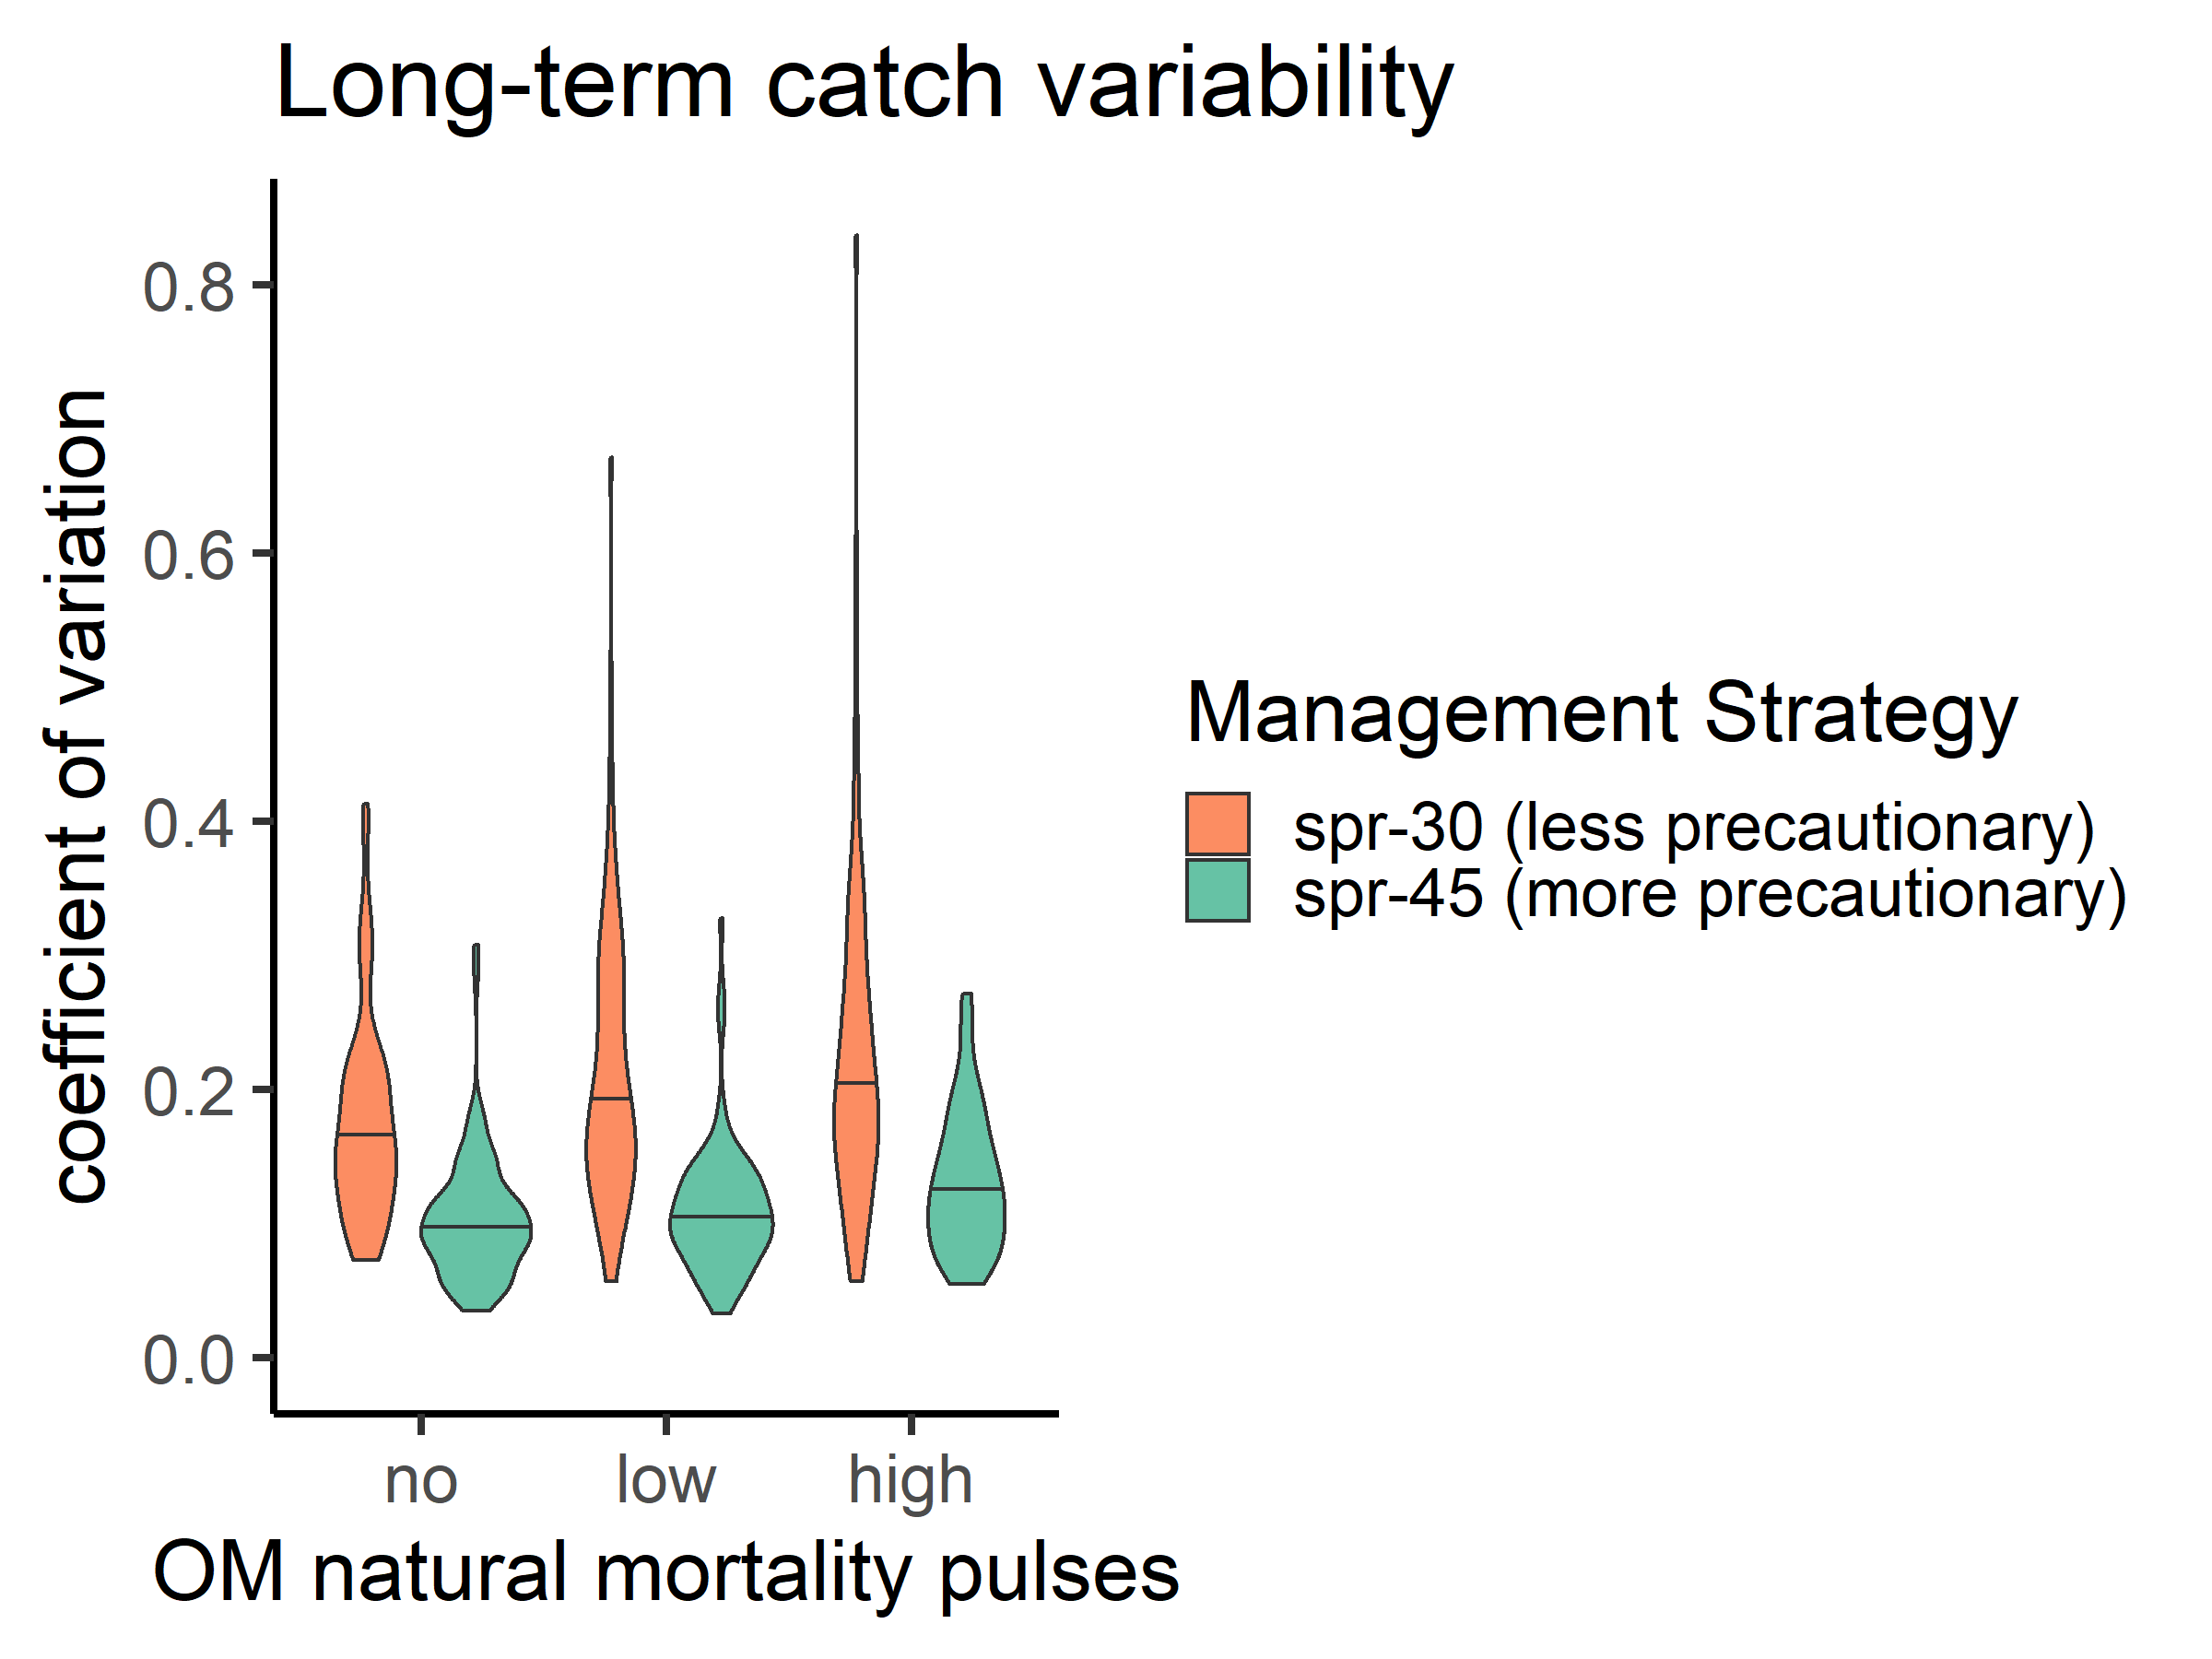 Long-term catch variability
coefficient of variation
0.8
0.6
0.4
0.2
0.0
no
low
high
OM natural mortality pulses
Management Strategy
spr-30 (less precautionary)
spr-45 (more precautionary)